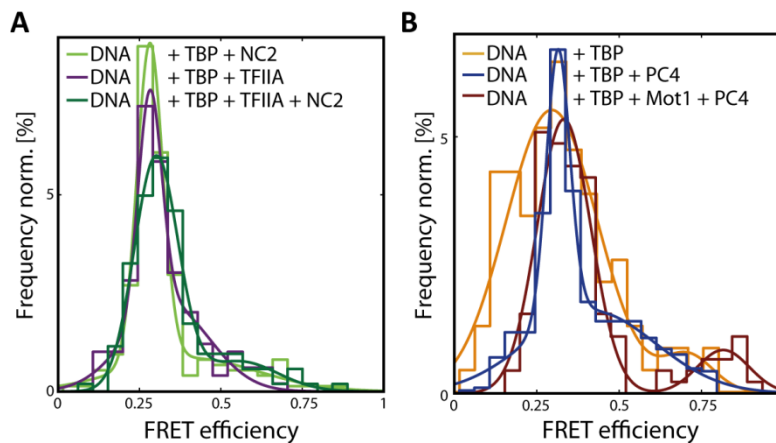 A
DNA + TBP + NC2
DNA + TBP + TFIIA
DNA + TBP + TFIIA + NC2
Frequency norm. [%]
5
0 0.25 0.5 0.75 1
FRET efficiency
B
DNA + TBP
DNA + TBP + PC4
DNA + TBP + Mot1 + PC4
Frequency norm. [%]
5
0
0 0.25 0.5 0.75
FRET efficiency